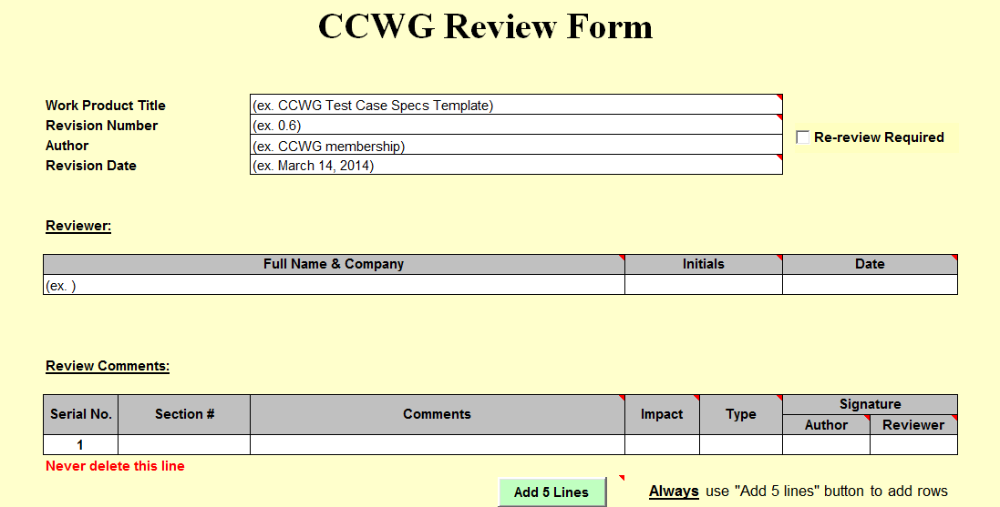 CCWG Review Form
Work Product Title (ex. CCWG Test Case Specs Template)
Revision Number (ex. 0.6)
Re-review Required
Author (ex. CCWG membership)
Revision Date (ex. March 14, 2014)
Reviewer:
Full Name & Company Initials Date
(ex. )
Review Comments:
Serial No. Section # Comments Impact Type Signature
Author Reviewer
1
Never delete this line
Add 5 Lines Always use "Add 5 lines" button to add rows